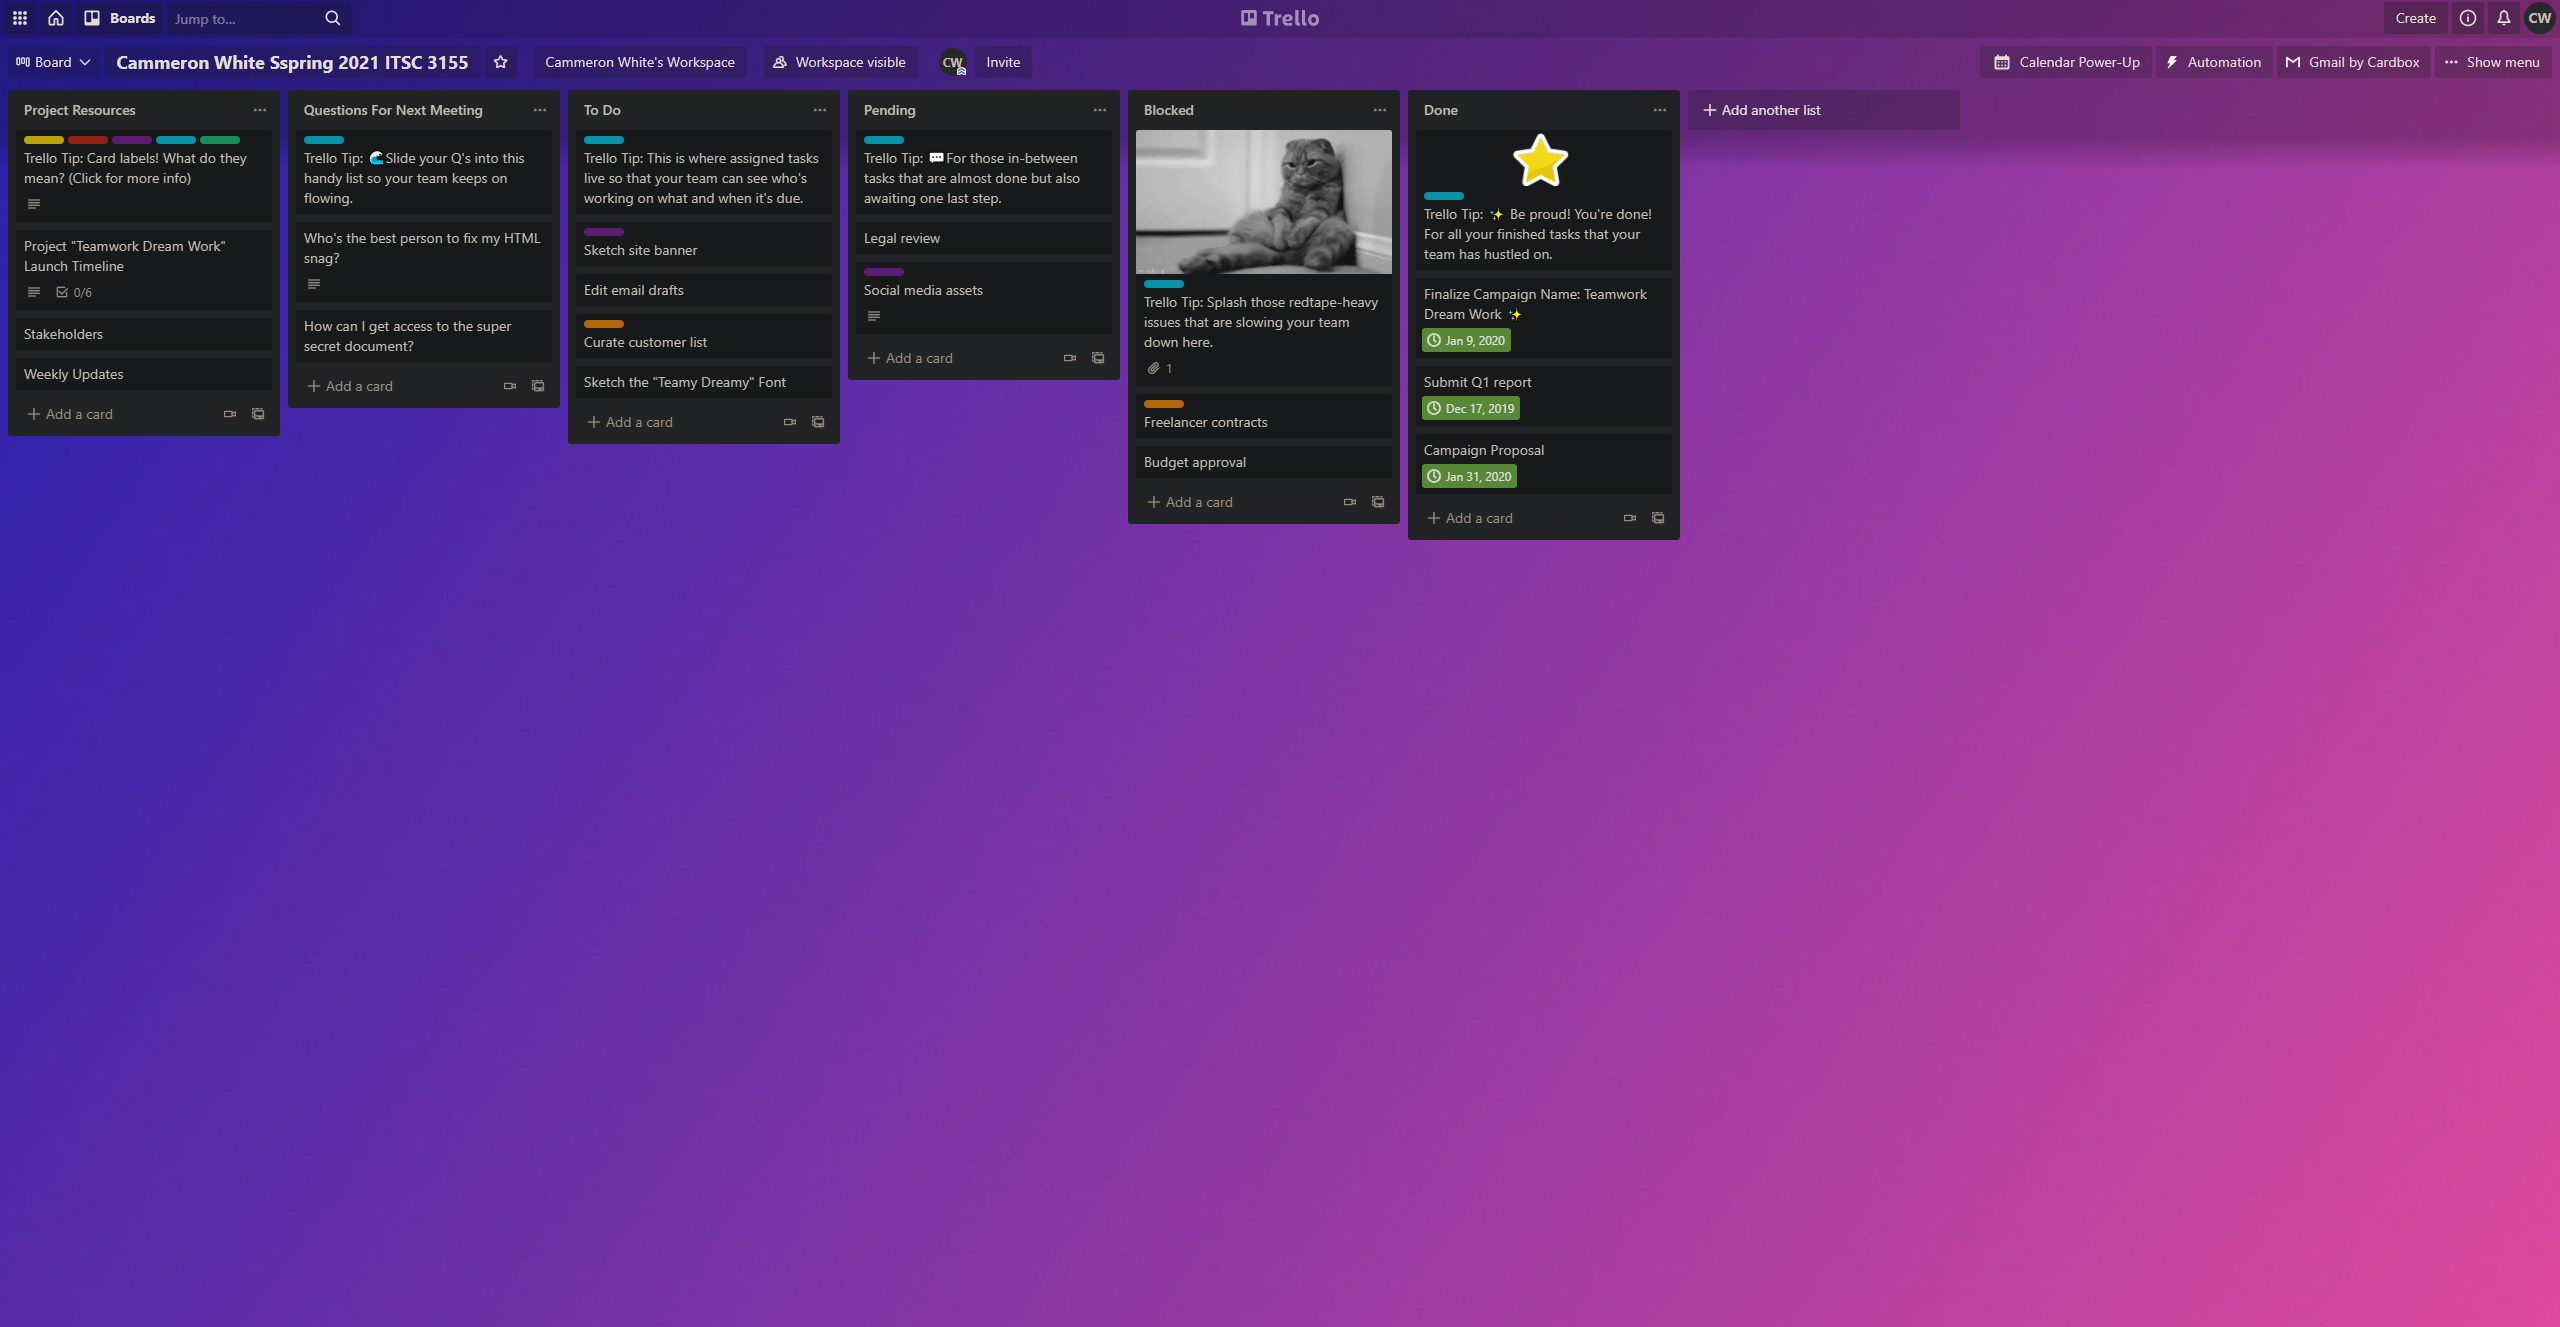 Boards
Jump to...
Trello
Create
CW
Board
Cammeron White Sspring 2021 ITSC 3155
Cammeron White's Workspace
Workspace visible
CW
Invite
Calendar Power-Up
Automation
Gmail by Cardbox
Show menu
Project Resources
Trello Tip: Card labels! What do they
mean? (Click for more info)
Project "Teamwork Dream Work"
Launch Timeline
0/6
Stakeholders
Weekly Updates
Add a card
Questions For Next Meeting
Trello Tip: 🌊Slide your Q's into this
handy list so your team keeps on
flowing.
Who's the best person to fix my HTML
snag?
How can I get access to the super
secret document?
Add a card
To Do
Trello Tip: This is where assigned tasks
live so that your team can see who's
working on what and when it's due.
Sketch site banner
Edit email drafts
Curate customer list
Sketch the "Teamy Dreamy" Font
Add a card
Pending
Trello Tip: 💬For those in-between
tasks that are almost done but also
awaiting one last step.
Legal review
Social media assets
Add a card
Blocked
Trello Tip: Splash those redtape-heavy
issues that are slowing your team
down here.
1
Freelancer contracts
Budget approval
Add a card
Done
Trello Tip: ✨ Be proud! You're done!
For all your finished tasks that your
team has hustled on.
Finalize Campaign Name: Teamwork
Dream Work ✨
Jan 9, 2020
Submit Q1 report
Dec 17, 2019
Campaign Proposal
Jan 31, 2020
Add a card
Add another list